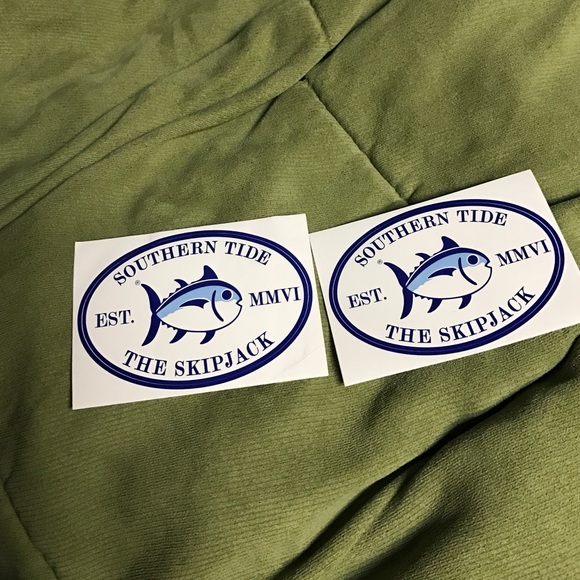 SOUTHERN TIDE
EST. MMVI
®
THE SKIPJACK
SOUTHERN TIDE
EST. MMVI
®
THE SKIPJACK